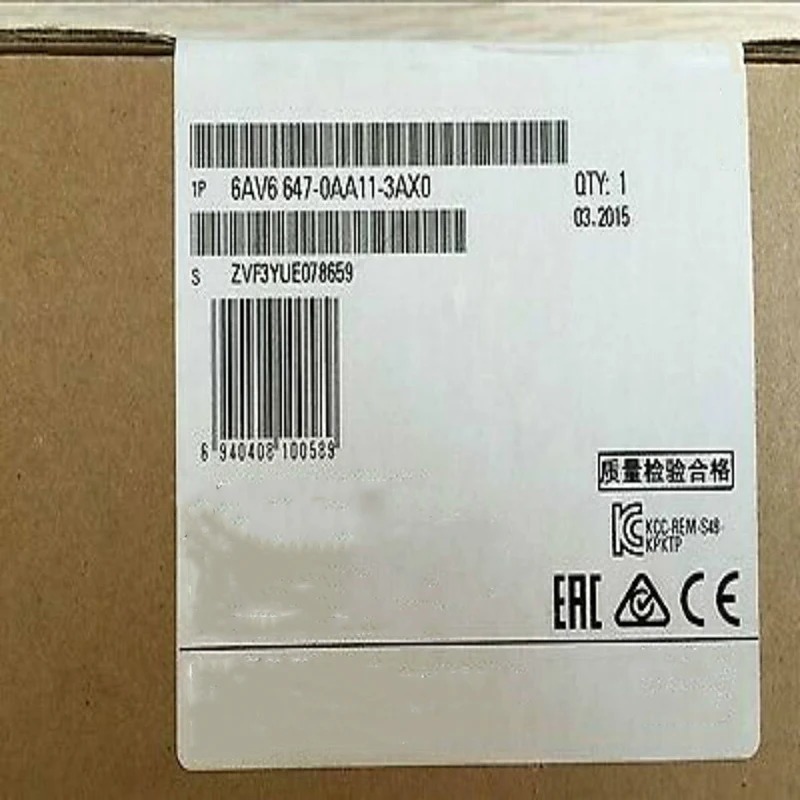 1P 6AV6 647-0AA11-3AX0
QTY: 1
03.2015
S ZVF3YUE078659
6 940408 100589
质量检验合格
KCC-REM-S49-
KPKTP
EAC
CE